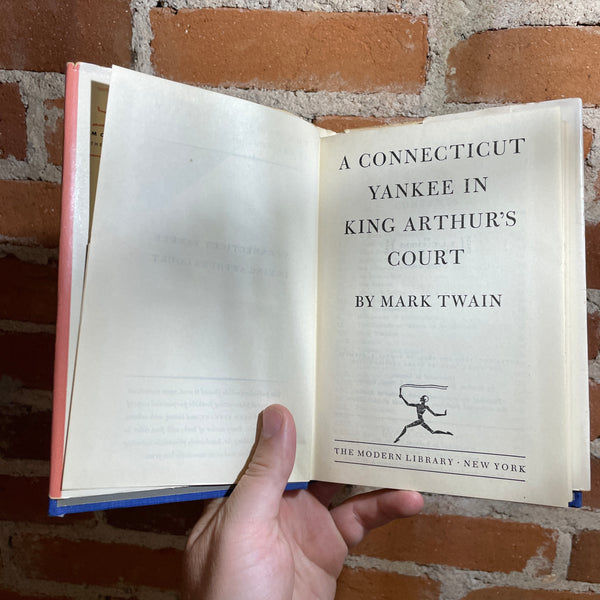 A CONNECTICUT
YANKEE IN
KING ARTHUR'S
COURT
BY MARK TWAIN
THE MODERN LIBRARY · NEW YORK